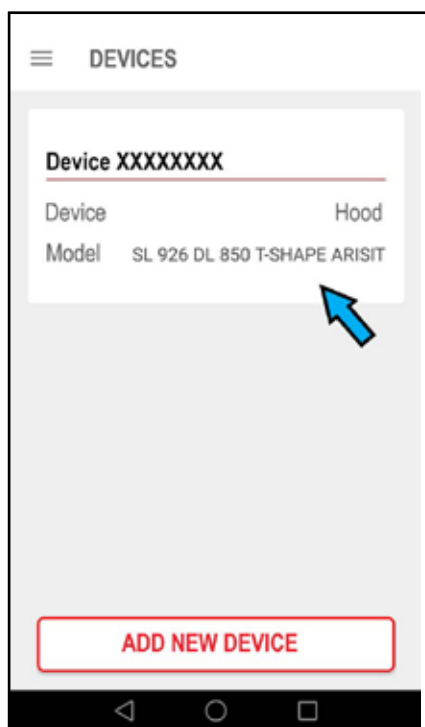 DEVICES
Device XXXXXXXX
Device Hood
Model SL 926 DL 850 T-SHAPE ARISIT
ADD NEW DEVICE